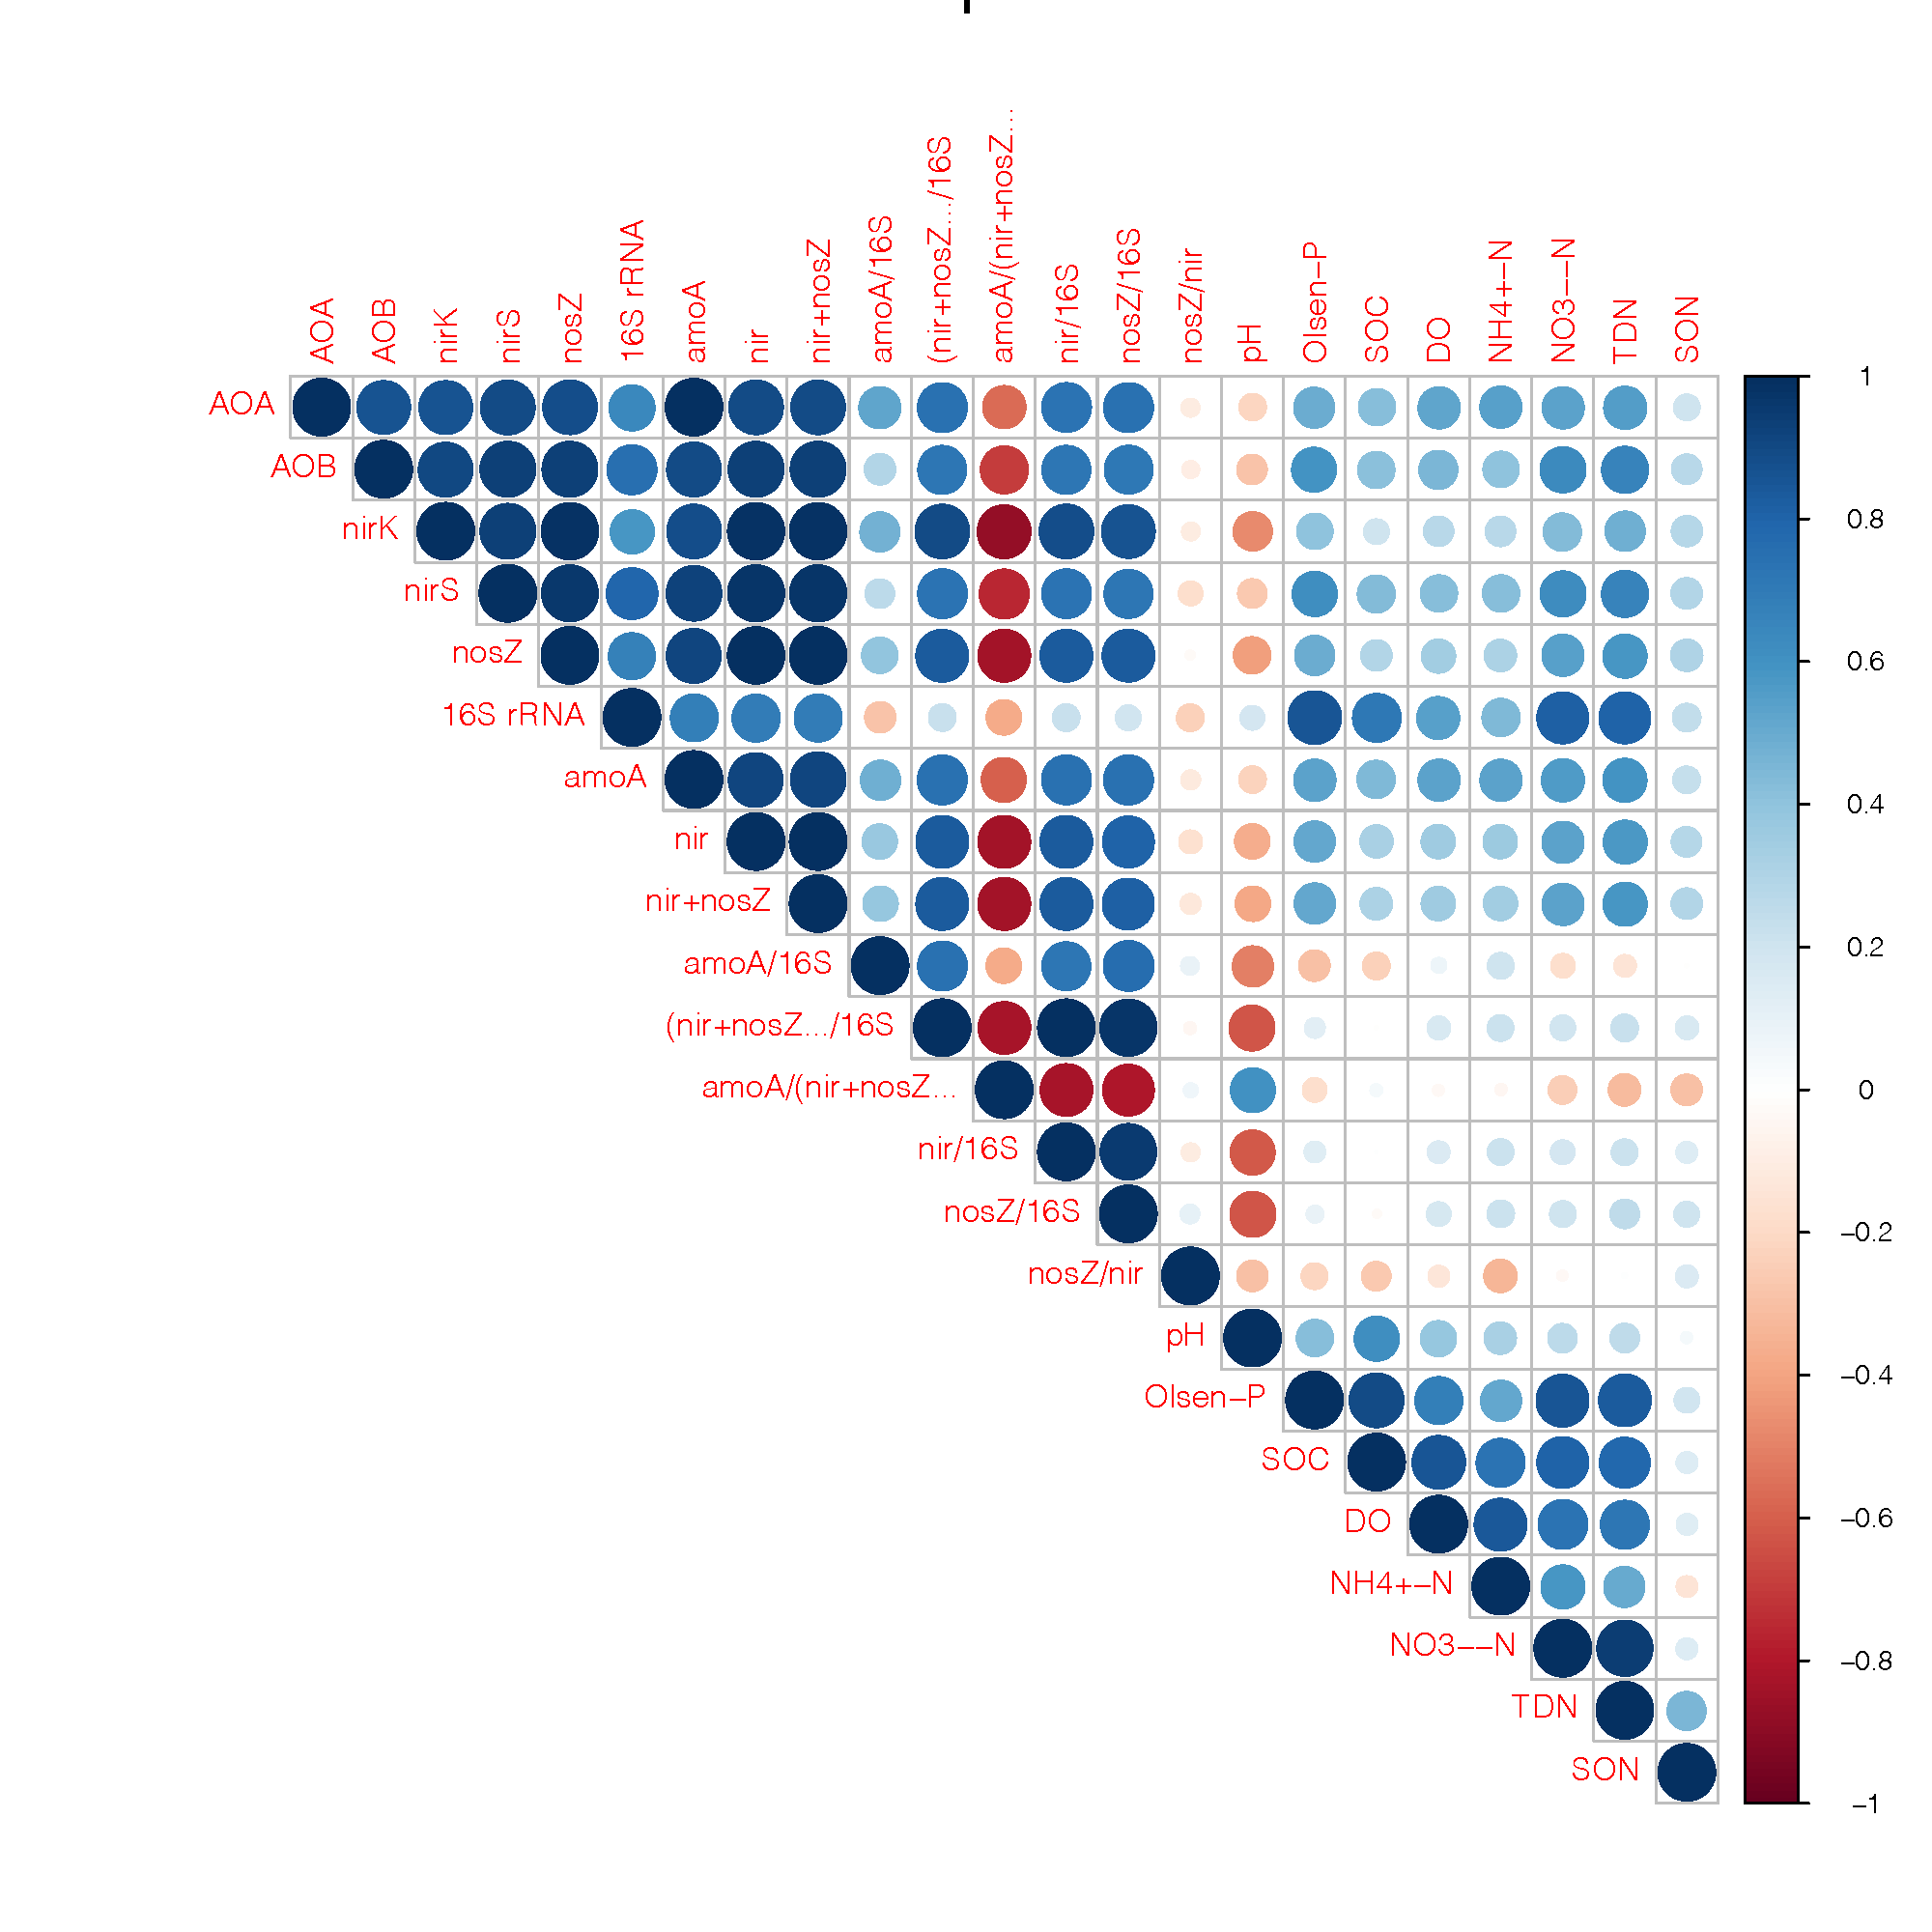 AOA
AOB
nirK
nirS
nosZ
16S rRNA
amoA
nir
nir+nosZ
amoA/16S
(nir+nosZ.../16S
amoA/(nir+nosZ...
nir/16S
nosZ/16S
nosZ/nir
pH
Olsen−P
SOC
DO
NH4+−N
NO3−−N
TDN
SON
AOA
AOB
nirK
nirS
nosZ
16S rRNA
amoA
nir
nir+nosZ
amoA/16S
(nir+nosZ.../16S
amoA/(nir+nosZ...
nir/16S
nosZ/16S
nosZ/nir
pH
Olsen−P
SOC
DO
NH4+−N
NO3−−N
TDN
SON
1
0.8
0.6
0.4
0.2
0
−0.2
−0.4
−0.6
−0.8
−1